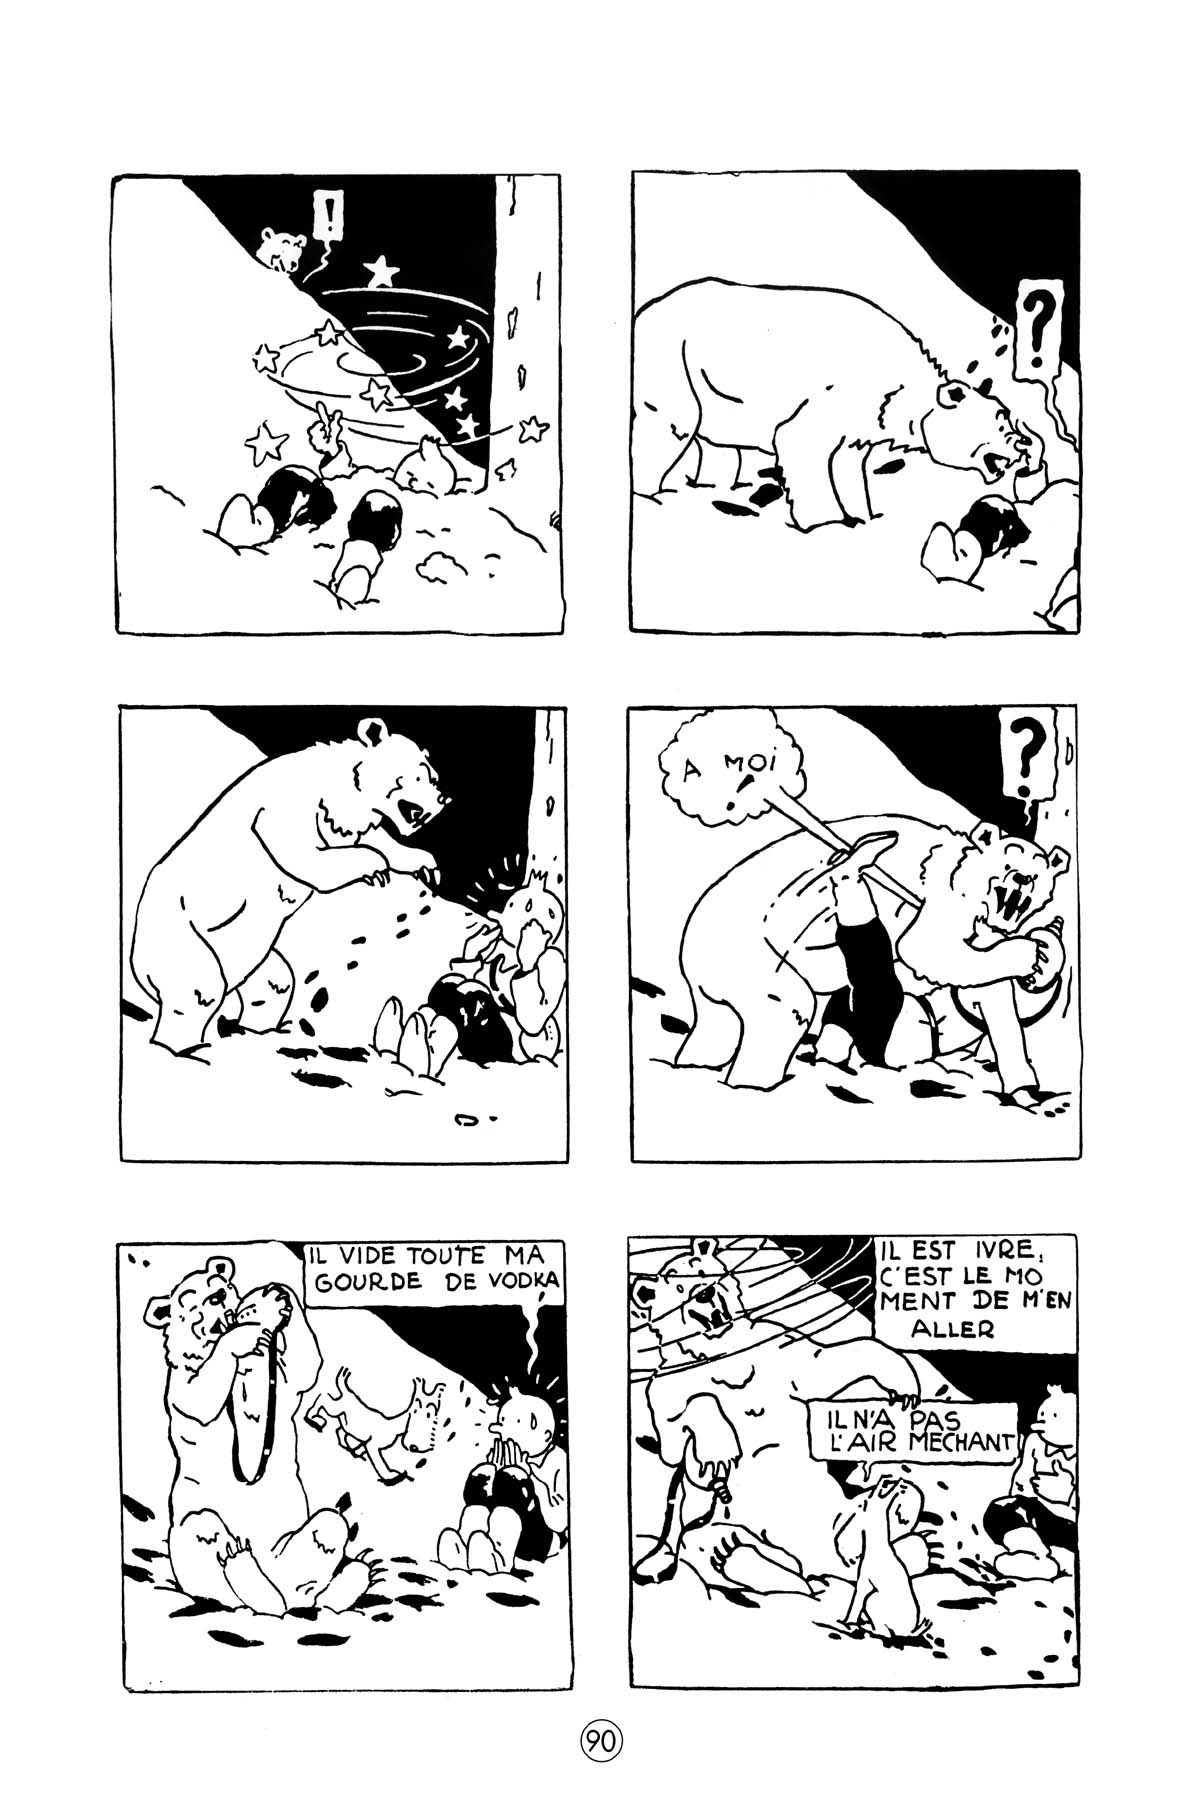 !
?
A MOI
!
?
IL VIDE TOUTE MA
GOURDE DE VODKA
IL EST IVRE,
C'EST LE MO
MENT DE M'EN
ALLER
IL N'A PAS
L'AIR MECHANT
90